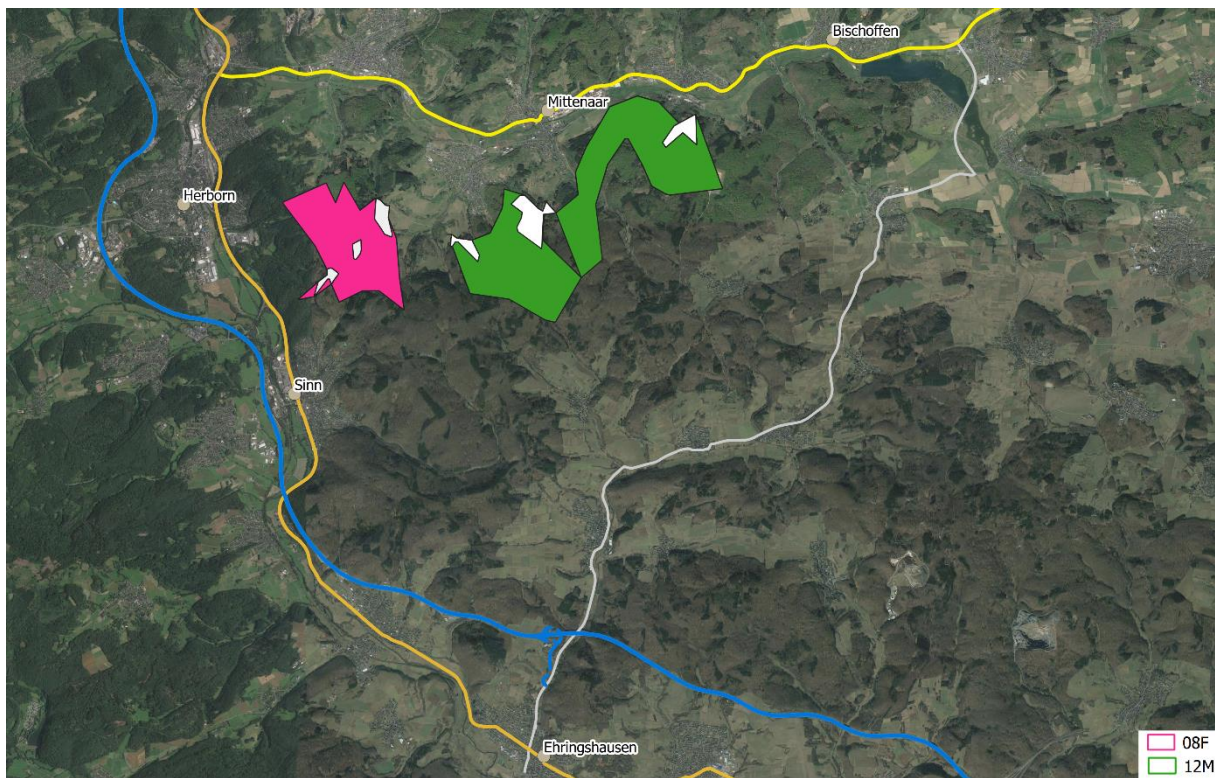 Bischoffen
Mittenaar
Herborn
Sinn
Ehringshausen
08F
12M